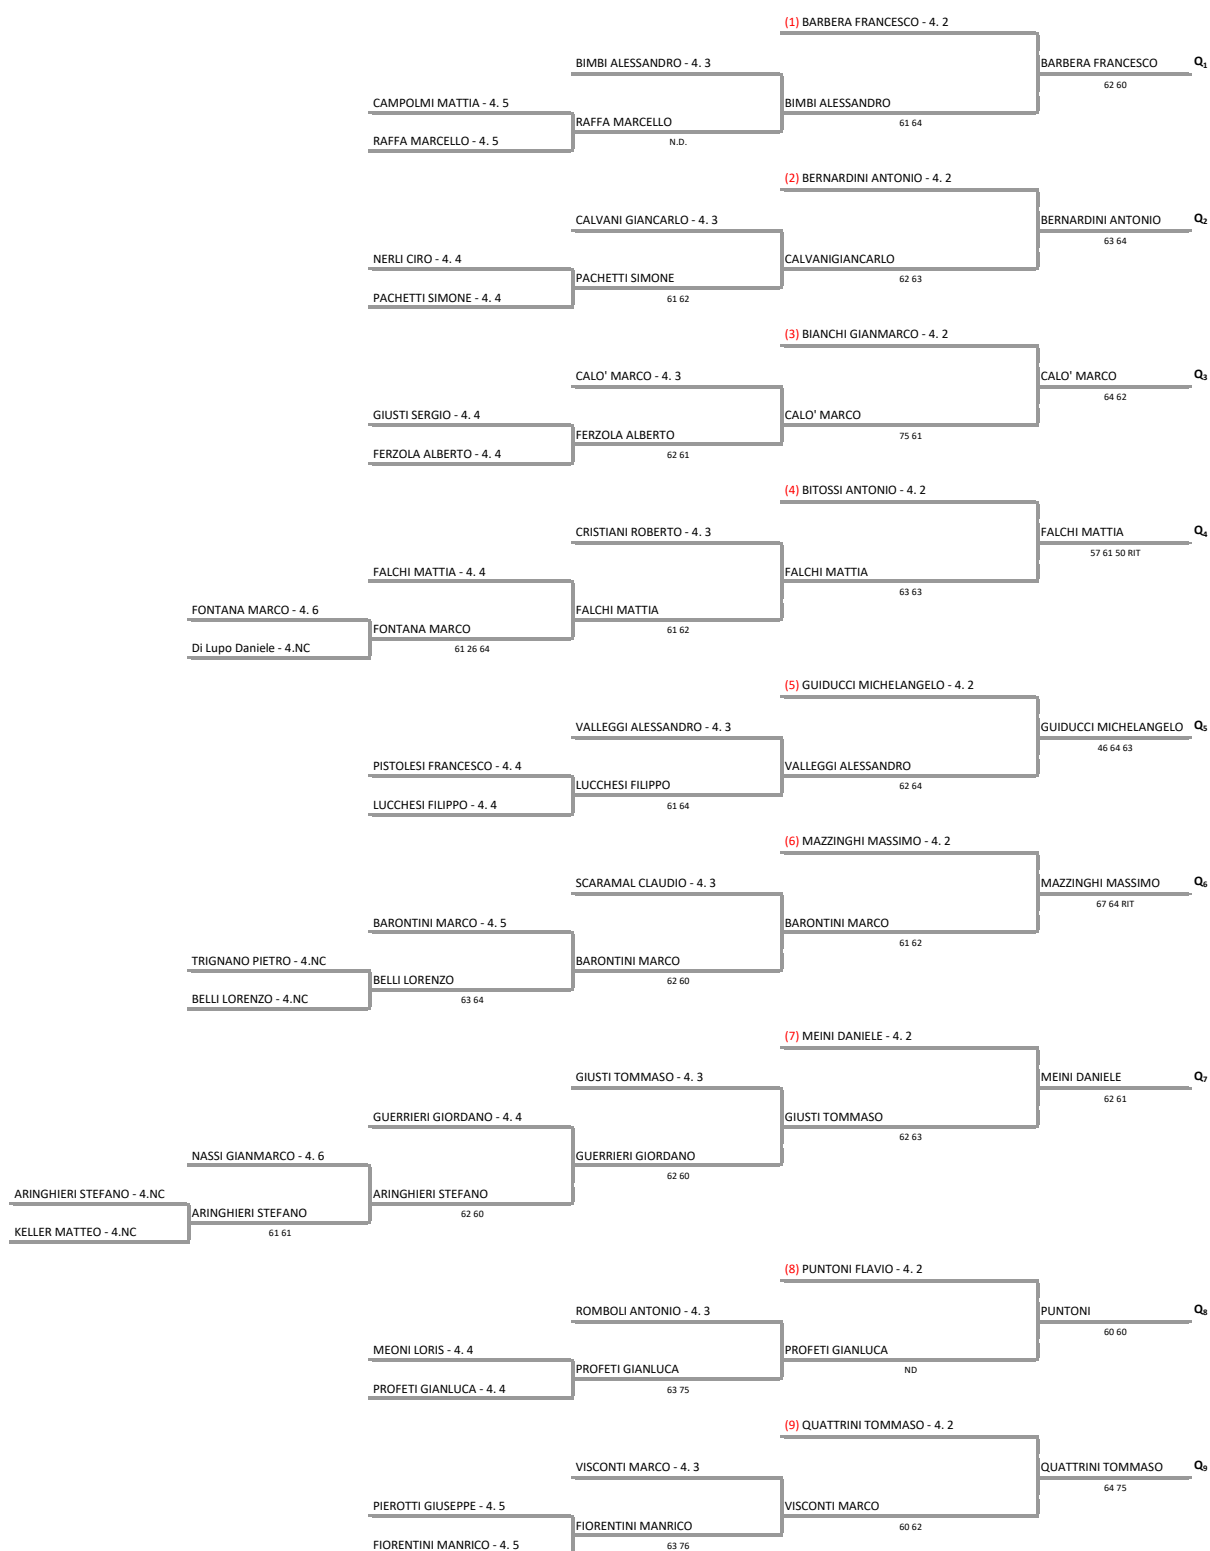 (1) BARBERA FRANCESCO - 4. 2
BIMBI ALESSANDRO - 4. 3
BARBERA FRANCESCO
Q1
62 60
CAMPOLMI MATTIA - 4. 5
BIMBI ALESSANDRO
RAFFA MARCELLO
61 64
RAFFA MARCELLO - 4. 5
N.D.
(2) BERNARDINI ANTONIO - 4. 2
CALVANI GIANCARLO - 4. 3
BERNARDINI ANTONIO
Q2
63 64
NERLI CIRO - 4. 4
CALVANIGIANCARLO
PACHETTI SIMONE
62 63
PACHETTI SIMONE - 4. 4
61 62
(3) BIANCHI GIANMARCO - 4. 2
CALO' MARCO - 4. 3
CALO' MARCO
Q3
64 62
GIUSTI SERGIO - 4. 4
CALO' MARCO
FERZOLA ALBERTO
75 61
FERZOLA ALBERTO - 4. 4
62 61
(4) BITOSSI ANTONIO - 4. 2
CRISTIANI ROBERTO - 4. 3
FALCHI MATTIA
Q4
57 61 50 RIT
FALCHI MATTIA - 4. 4
FALCHI MATTIA
63 63
FONTANA MARCO - 4. 6
FALCHI MATTIA
FONTANA MARCO
61 62
Di Lupo Daniele - 4.NC
61 26 64
(5) GUIDUCCI MICHELANGELO - 4. 2
VALLEGGI ALESSANDRO - 4. 3
GUIDUCCI MICHELANGELO
Q5
46 64 63
PISTOLESI FRANCESCO - 4. 4
VALLEGGI ALESSANDRO
LUCCHESI FILIPPO
62 64
LUCCHESI FILIPPO - 4. 4
61 64
(6) MAZZINGHI MASSIMO - 4. 2
SCARAMAL CLAUDIO - 4. 3
MAZZINGHI MASSIMO
Q6
67 64 RIT
BARONTINI MARCO - 4. 5
BARONTINI MARCO
61 62
TRIGNANO PIETRO - 4.NC
BARONTINI MARCO
BELLI LORENZO
62 60
BELLI LORENZO - 4.NC
63 64
(7) MEINI DANIELE - 4. 2
GIUSTI TOMMASO - 4. 3
MEINI DANIELE
Q7
62 61
GUERRIERI GIORDANO - 4. 4
GIUSTI TOMMASO
62 63
NASSI GIANMARCO - 4. 6
GUERRIERI GIORDANO
62 60
ARINGHIERI STEFANO - 4.NC
ARINGHIERI STEFANO
ARINGHIERI STEFANO
62 60
KELLER MATTEO - 4.NC
61 61
(8) PUNTONI FLAVIO - 4. 2
ROMBOLI ANTONIO - 4. 3
PUNTONI
Q8
60 60
MEONI LORIS - 4. 4
PROFETI GIANLUCA
PROFETI GIANLUCA
ND
PROFETI GIANLUCA - 4. 4
63 75
(9) QUATTRINI TOMMASO - 4. 2
VISCONTI MARCO - 4. 3
QUATTRINI TOMMASO
Q9
64 75
PIEROTTI GIUSEPPE - 4. 5
VISCONTI MARCO
FIORENTINI MANRICO
60 62
FIORENTINI MANRICO - 4. 5
63 76